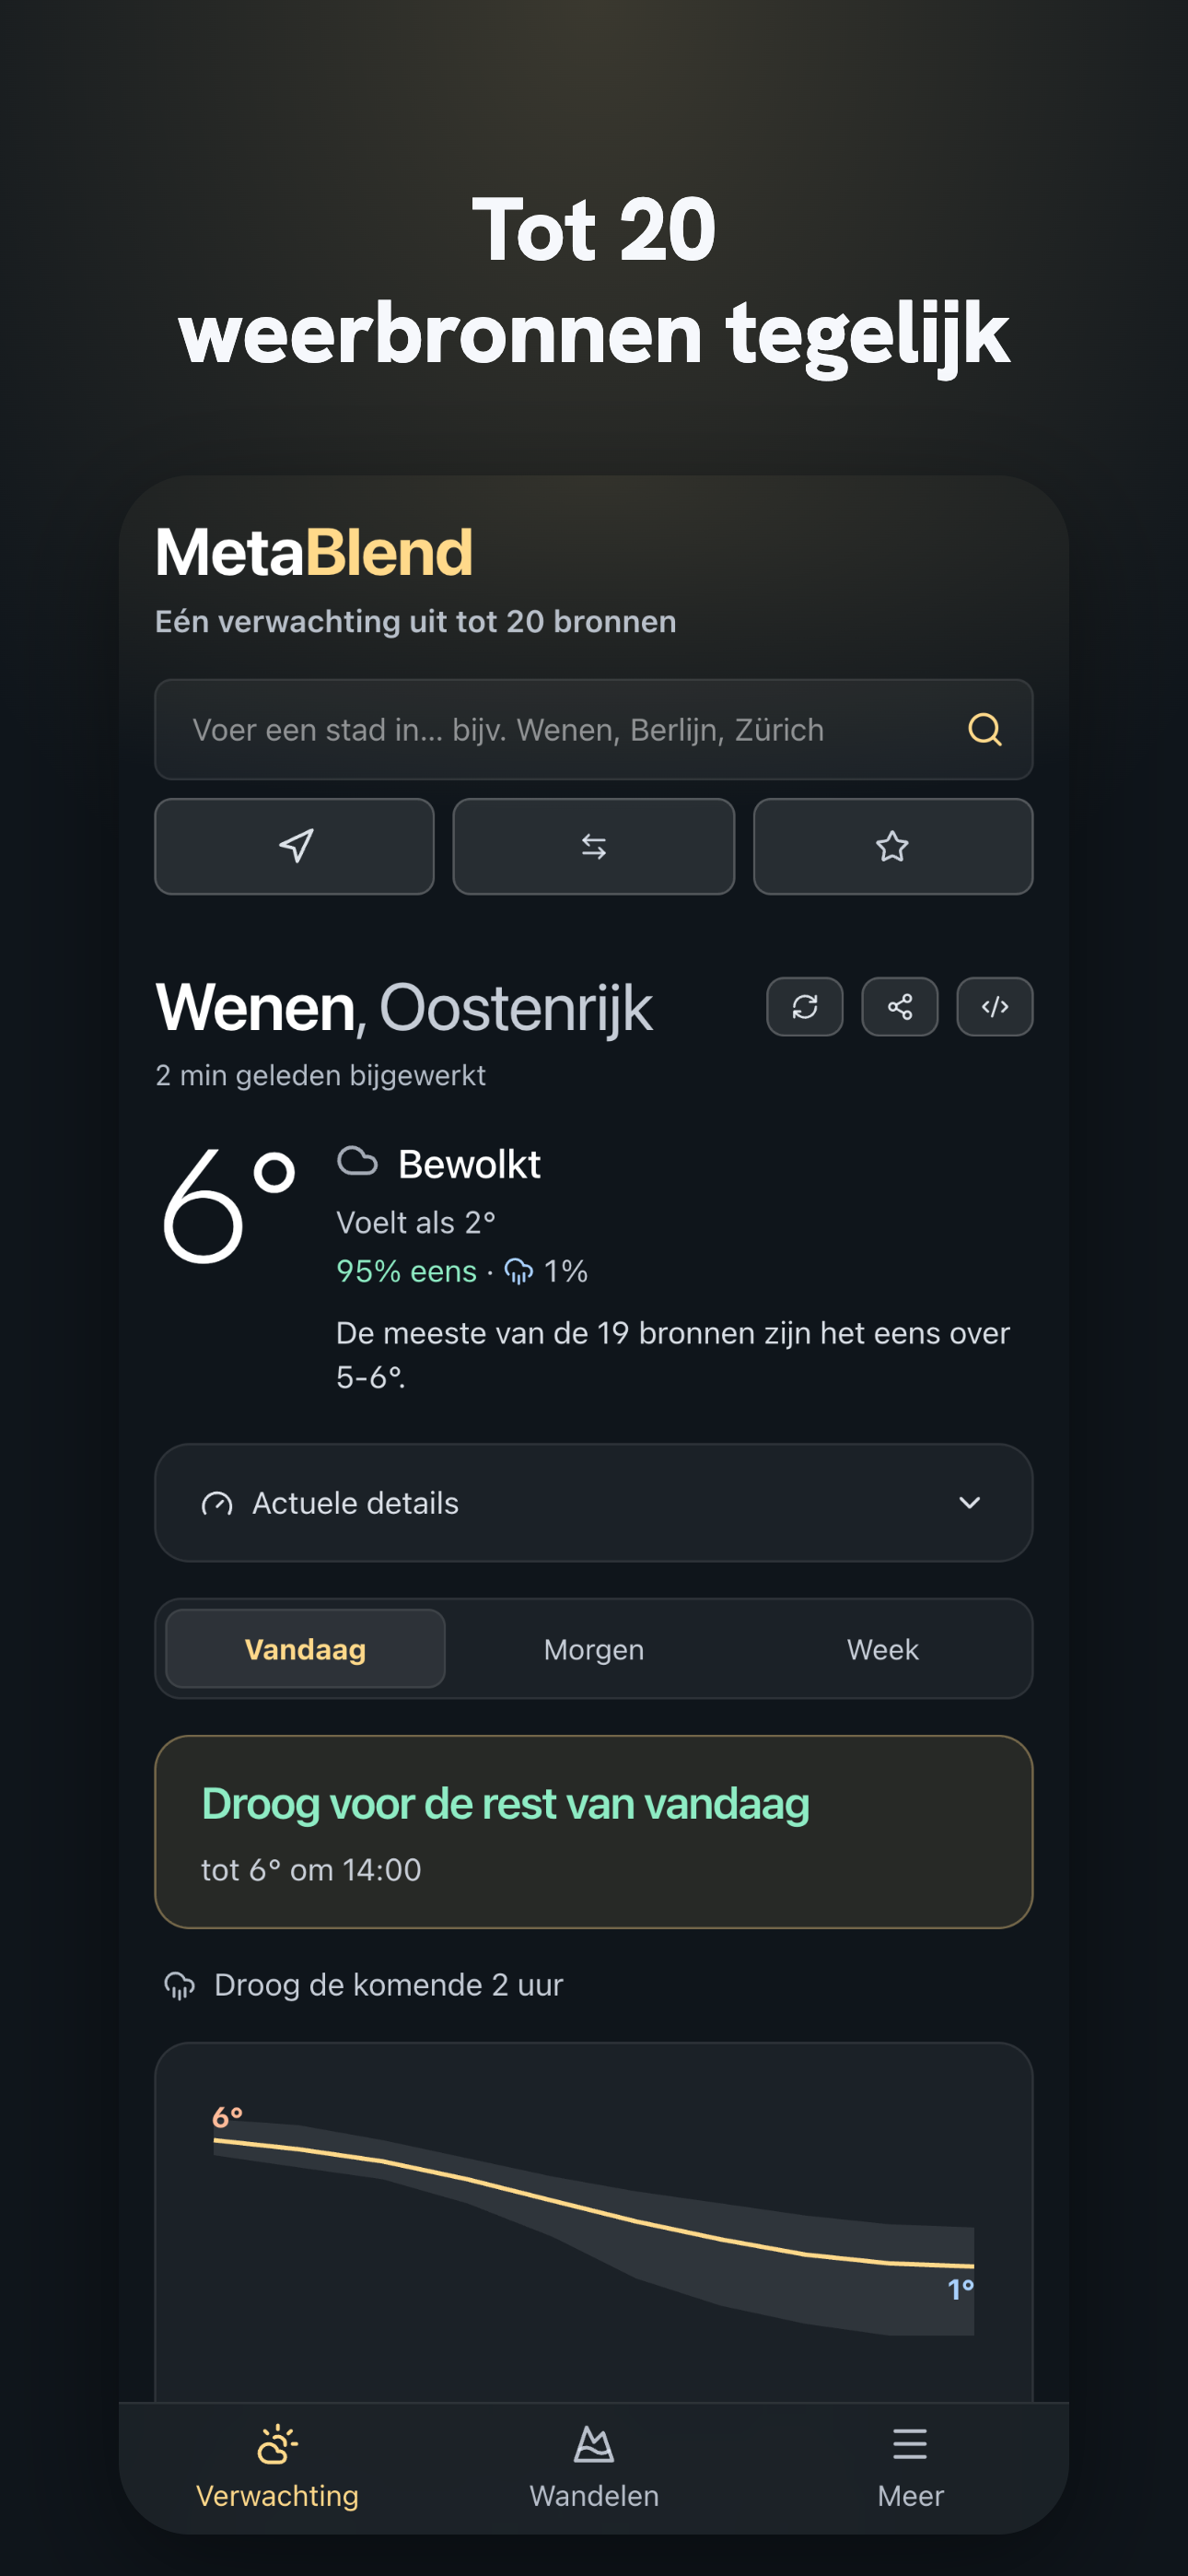 Tot 20
weerbronnen tegelijk
MetaBlend
Eén verwachting uit tot 20 bronnen
Voer een stad in... bijv. Wenen, Berlijn, Zürich
Wenen, Oostenrijk
2 min geleden bijgewerkt
6°
Bewolkt
Voelt als 2°
95% eens · 1%
De meeste van de 19 bronnen zijn het eens over
5-6°.
Actuele details
Vandaag Morgen Week
Droog voor de rest van vandaag
tot 6° om 14:00
Droog de komende 2 uur
6°
1°
Verwachting Wandelen Meer